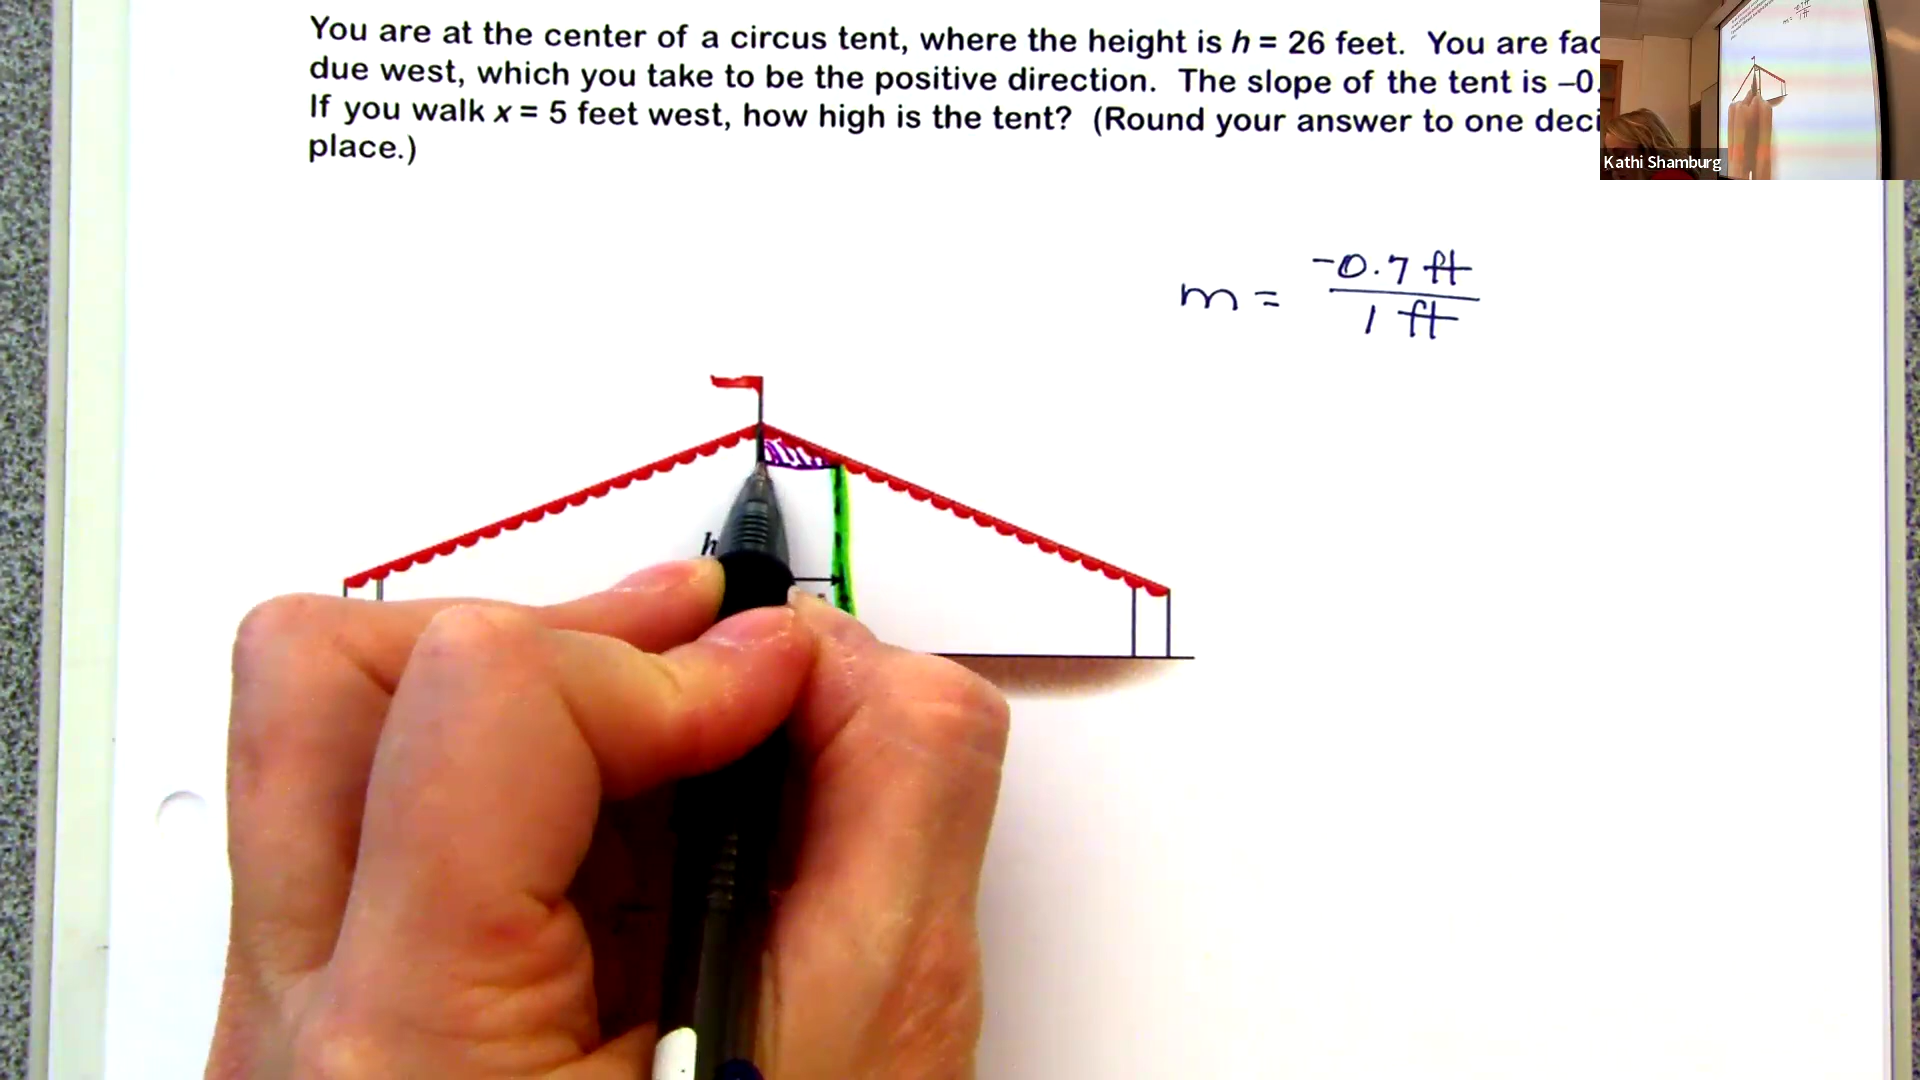 You are at the center of a circus tent, where the height is h = 26 feet. You are fac
due west, which you take to be the positive direction. The slope of the tent is –0.
If you walk x = 5 feet west, how high is the tent? (Round your answer to one deci
place.)
Kathi Shamburg
m = -0.7 ft
1 ft
h